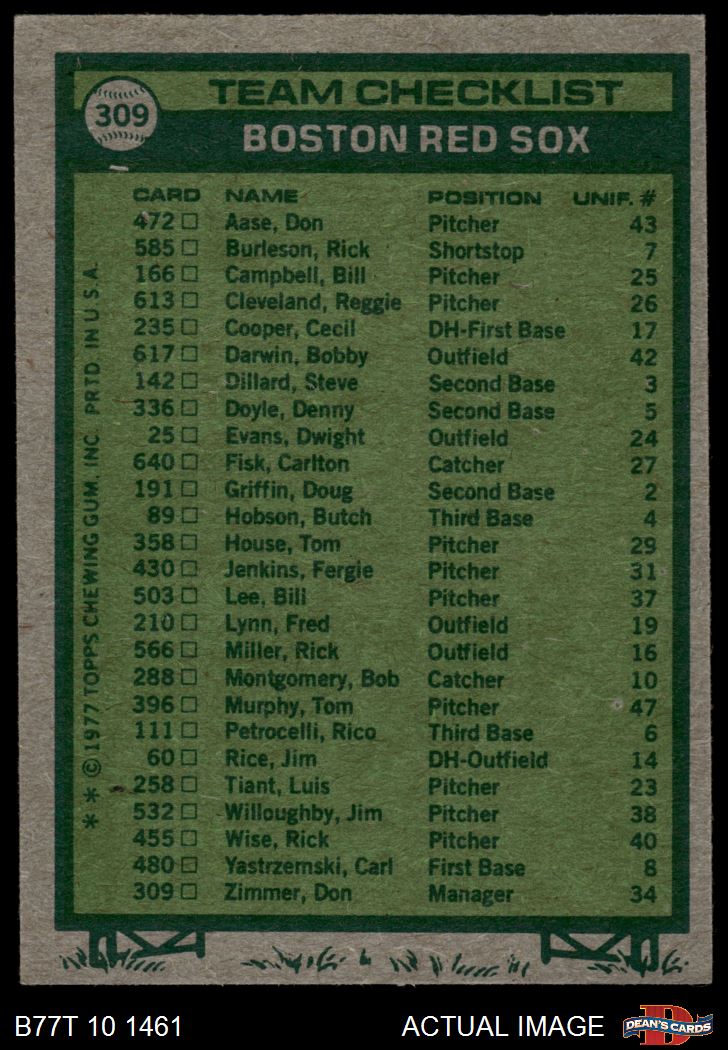 309
TEAM CHECKLIST
BOSTON RED SOX
CARD NAME POSITION UNIF. #
472 Aase, Don Pitcher 43
585 Burleson, Rick Shortstop 7
166 Campbell, Bill Pitcher 25
613 Cleveland, Reggie Pitcher 26
235 Cooper, Cecil DH-First Base 17
617 Darwin, Bobby Outfield 42
142 Dillard, Steve Second Base 3
336 Doyle, Denny Second Base 5
25 Evans, Dwight Outfield 24
640 Fisk, Carlton Catcher 27
191 Griffin, Doug Second Base 2
89 Hobson, Butch Third Base 4
358 House, Tom Pitcher 29
430 Jenkins, Fergie Pitcher 31
503 Lee, Bill Pitcher 37
210 Lynn, Fred Outfield 19
566 Miller, Rick Outfield 16
288 Montgomery, Bob Catcher 10
396 Murphy, Tom Pitcher 47
111 Petrocelli, Rico Third Base 6
60 Rice, Jim DH-Outfield 14
258 Tiant, Luis Pitcher 23
532 Willoughby, Jim Pitcher 38
455 Wise, Rick Pitcher 40
480 Yastrzemski, Carl First Base 8
309 Zimmer, Don Manager 34
* * © 1977 TOPPS CHEWING GUM, INC. PRTD IN U.S.A.
B77T 10 1461 ACTUAL IMAGE
D
DEAN'S CARDS